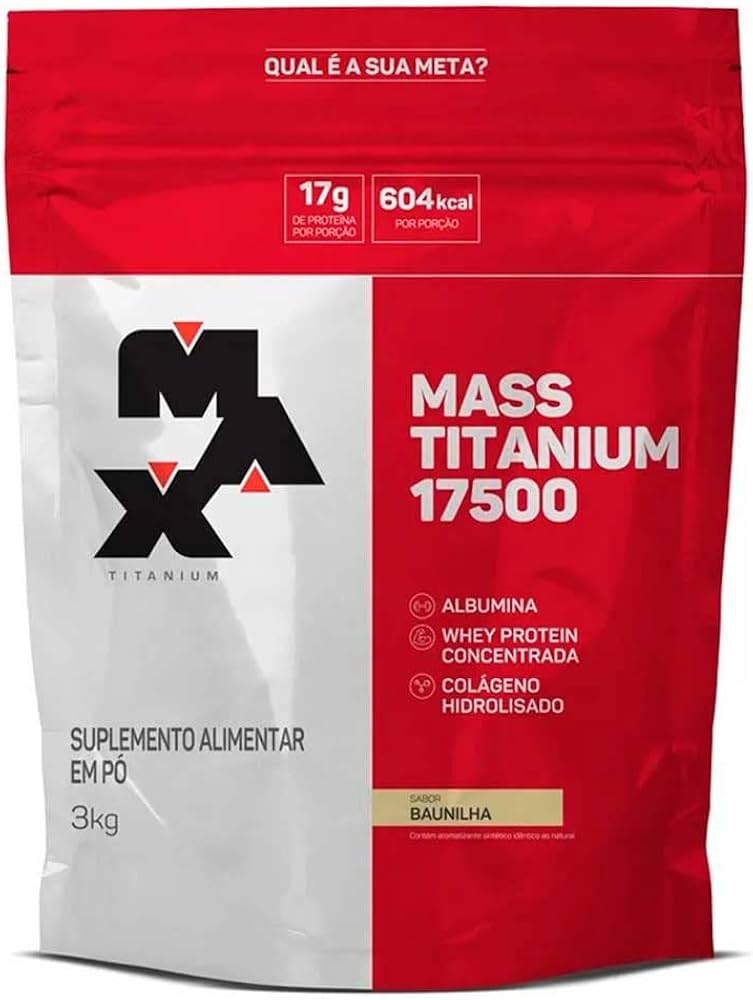 QUAL É A SUA META?
17g
DE PROTEÍNA
POR PORÇÃO
604kcal
POR PORÇÃO
MAX
TITANIUM
MASS
TITANIUM
17500
ALBUMINA
WHEY PROTEIN
CONCENTRADA
COLÁGENO
HIDROLISADO
SUPLEMENTO ALIMENTAR
EM PÓ
3kg
SABOR
BAUNILHA
Contém aromatizante sintético idêntico ao natural